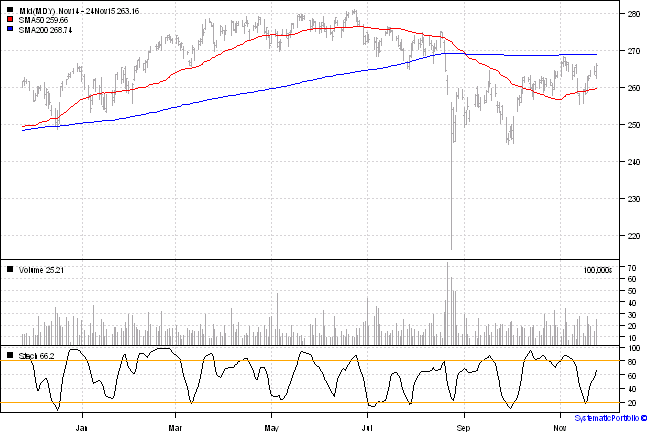 Mid(MDY) Nov14 - 24Nov15 263.16
SMA50 259.66
SMA200 268.74
280
270
260
250
240
230
220
Volume 25.21
100,000s
70
60
50
40
30
20
10
Stoch 66.2
100
80
60
40
20
Jan Mar May Jul Sep Nov
SystematicPortfolio ©